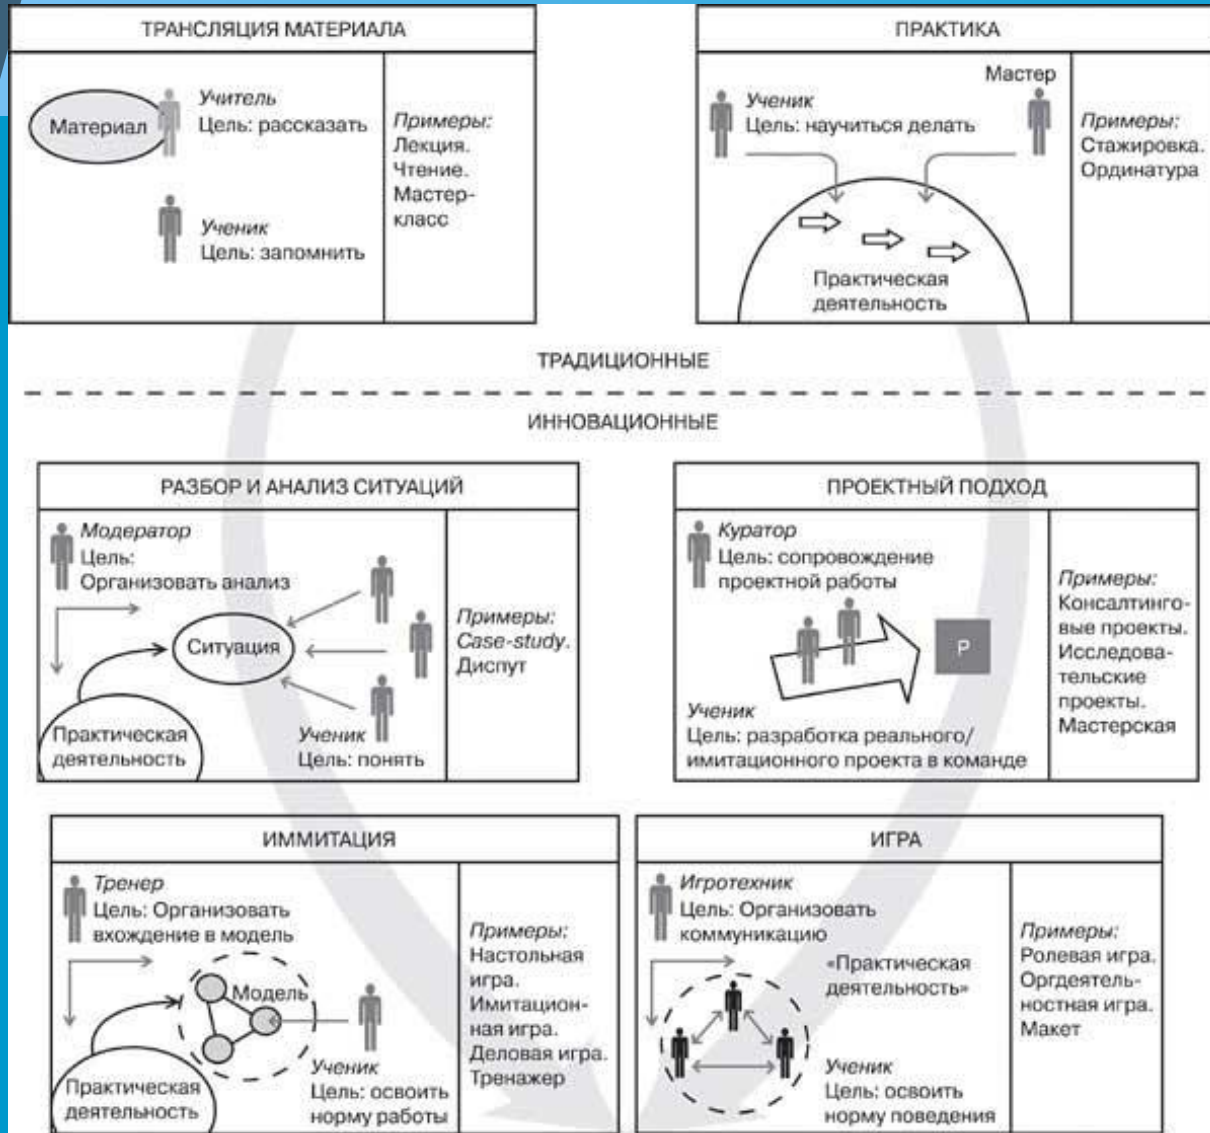 ТРАНСЛЯЦИЯ МАТЕРИАЛА
Материал
Учитель
Цель: рассказать
Ученик
Цель: запомнить
Примеры:
Лекция.
Чтение.
Мастер-
класс
ПРАКТИКА
Ученик
Цель: научиться делать
Мастер
Практическая
деятельность
Примеры:
Стажировка.
Ординатура
ТРАДИЦИОННЫЕ
ИННОВАЦИОННЫЕ
РАЗБОР И АНАЛИЗ СИТУАЦИЙ
Модератор
Цель:
Организовать анализ
Ситуация
Практическая
деятельность
Ученик
Цель: понять
Примеры:
Case-study.
Диспут
ПРОЕКТНЫЙ ПОДХОД
Куратор
Цель: сопровождение
проектной работы
Р
Ученик
Цель: разработка реального/
имитационного проекта в команде
Примеры:
Консалтинго-
вые проекты.
Исследова-
тельские
проекты.
Мастерская
ИММИТАЦИЯ
Тренер
Цель: Организовать
вхождение в модель
Модель
Практическая
деятельность
Ученик
Цель: освоить
норму работы
Примеры:
Настольная
игра.
Имитацион-
ная игра.
Деловая игра.
Тренажер
ИГРА
Игротехник
Цель: Организовать
коммуникацию
«Практическая
деятельность»
Ученик
Цель: освоить
норму поведения
Примеры:
Ролевая игра.
Оргдеятель-
ностная игра.
Макет